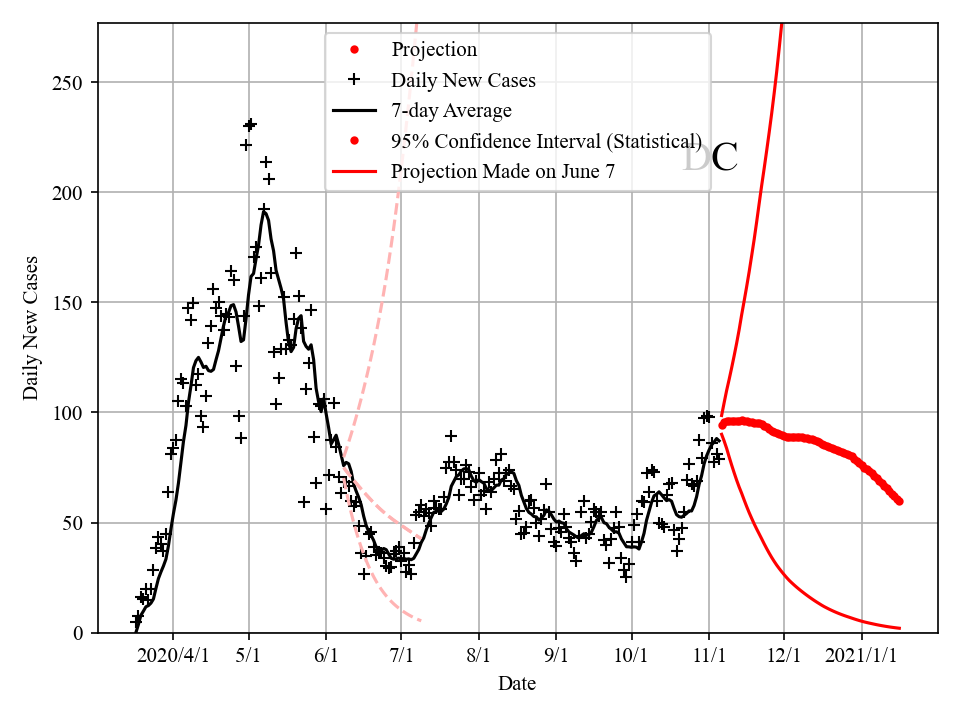 250
200
150
100
50
0
Daily New Cases
Projection
Daily New Cases
7-day Average
95% Confidence Interval (Statistical)
Projection Made on June 7
DC
2020/4/1 5/1 6/1 7/1 8/1 9/1 10/1 11/1 12/1 2021/1/1
Date